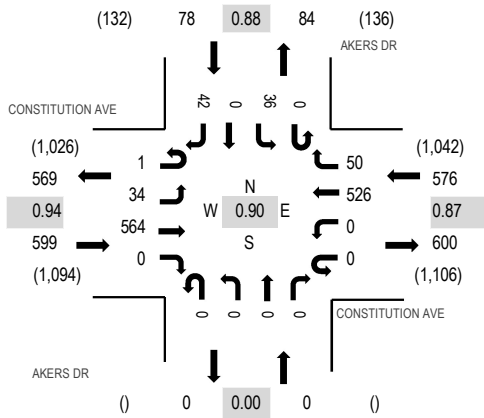 (132) 78 0.88 84 (136)
AKERS DR
42 0 36 0
CONSTITUTION AVE
(1,026) (1,042)
569 1 50 576
34 526
0.94 W N 0.90 E S 0.87
564 0
599 600
0 0
(1,094) (1,106)
0 0 0 0
CONSTITUTION AVE
AKERS DR
() 0 0.00 0 ()